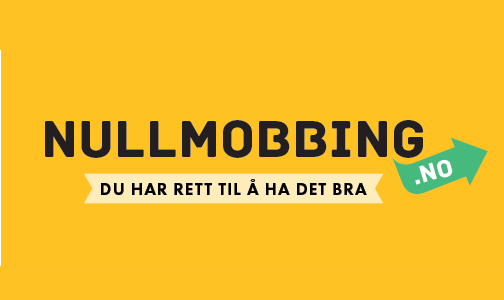 NULLMOBBING
.NO
DU HAR RETT TIL Å HA DET BRA